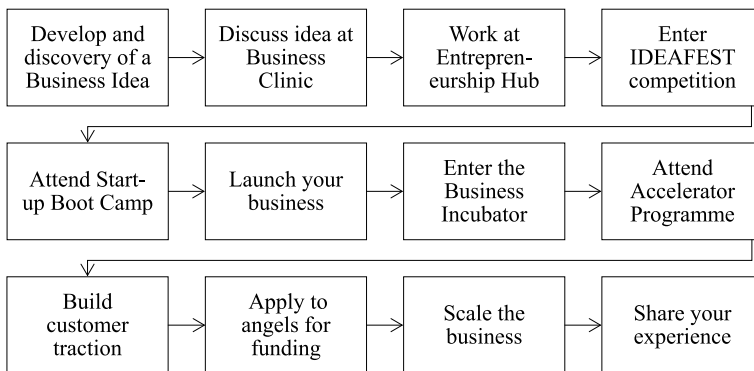 Develop and
discovery of a
Business Idea
Discuss idea at
Business
Clinic
Work at
Entrepren-
eurship Hub
Enter
IDEAFEST
competition
Attend Start-
up Boot Camp
Launch your
business
Enter the
Business
Incubator
Attend
Accelerator
Programme
Build
customer
traction
Apply to
angels for
funding
Scale the
business
Share your
experience